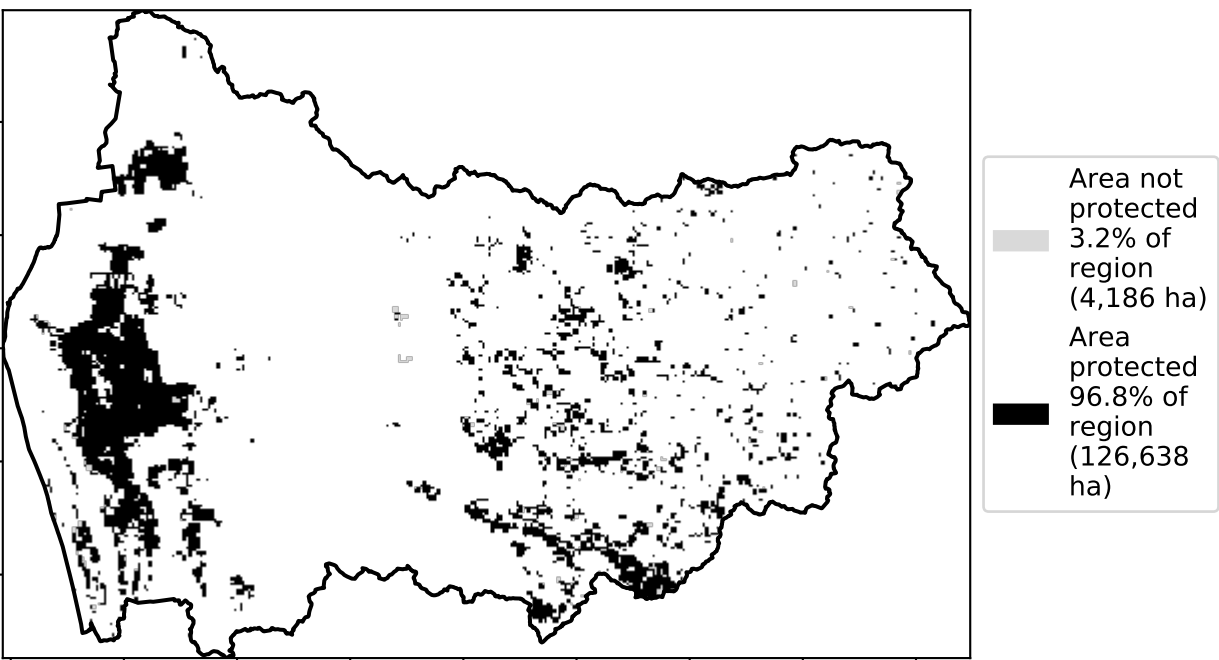 Area not
protected
3.2% of
region
(4,186 ha)
Area
protected
96.8% of
region
(126,638
ha)